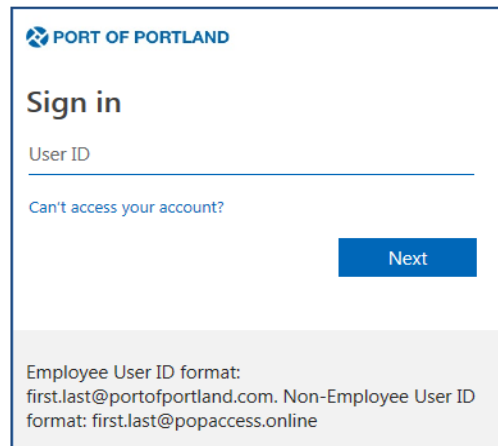 PORT OF PORTLAND
Sign in
User ID
Can't access your account?
Next
Employee User ID format:
first.last@portofportland.com. Non-Employee User ID
format: first.last@popaccess.online